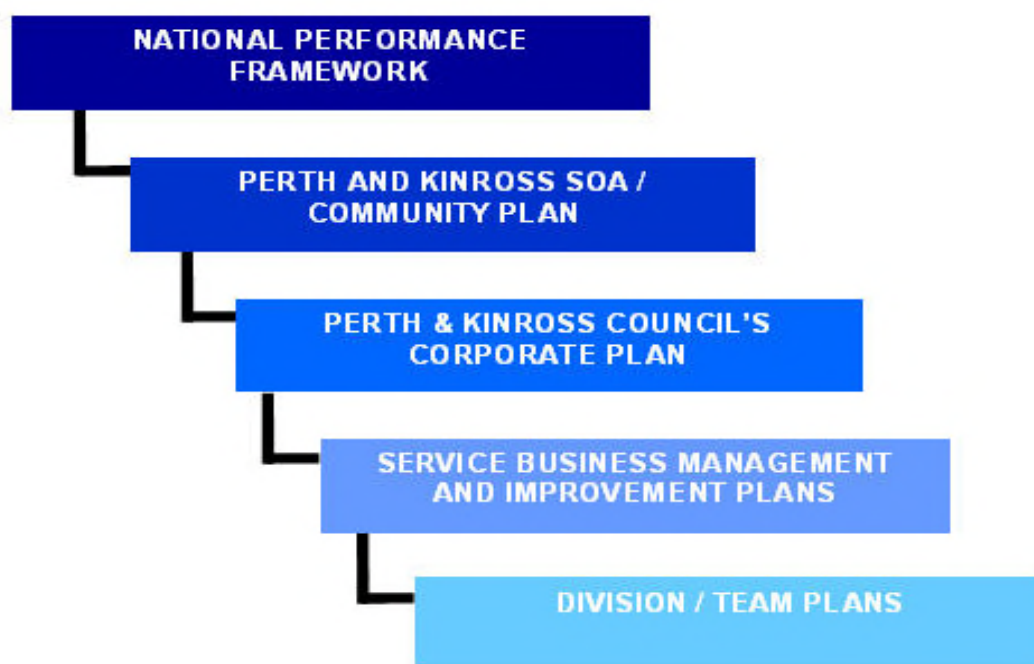 NATIONAL PERFORMANCE
FRAMEWORK
PERTH AND KINROSS SOA /
COMMUNITY PLAN
PERTH & KINROSS COUNCIL'S
CORPORATE PLAN
SERVICE BUSINESS MANAGEMENT
AND IMPROVEMENT PLANS
DIVISION / TEAM PLANS